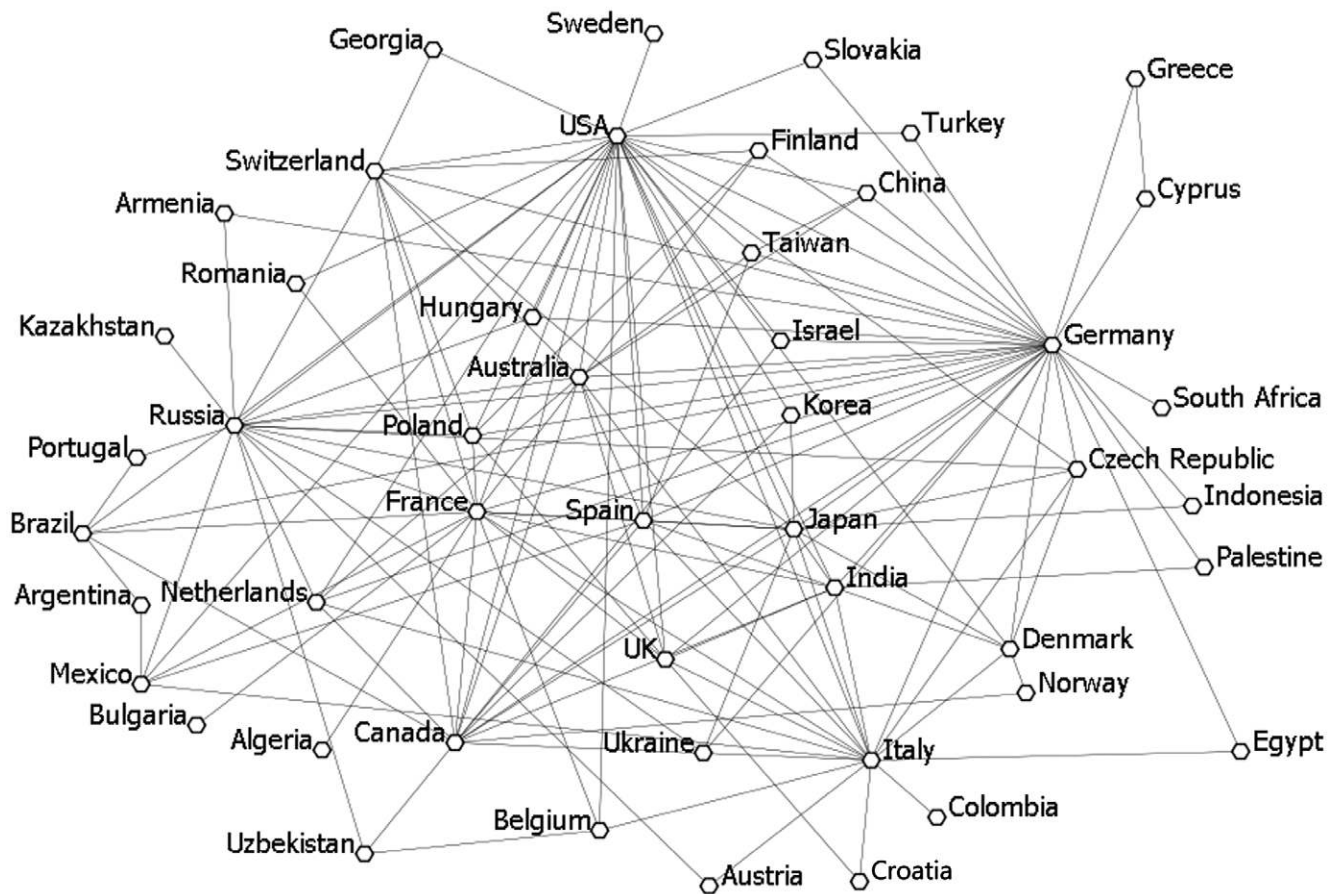 Sweden
Georgia
Slovakia
Greece
USA
Turkey
Finland
Switzerland
China
Cyprus
Armenia
Taiwan
Romania
Hungary
Kazakhstan
Israel
Germany
Australia
South Africa
Russia
Poland
Korea
Portugal
Czech Republic
France
Spain
Indonesia
Brazil
Japan
Palestine
Argentina
Netherlands
India
UK
Denmark
Mexico
Norway
Bulgaria
Algeria
Canada
Ukraine
Italy
Egypt
Colombia
Belgium
Uzbekistan
Austria
Croatia